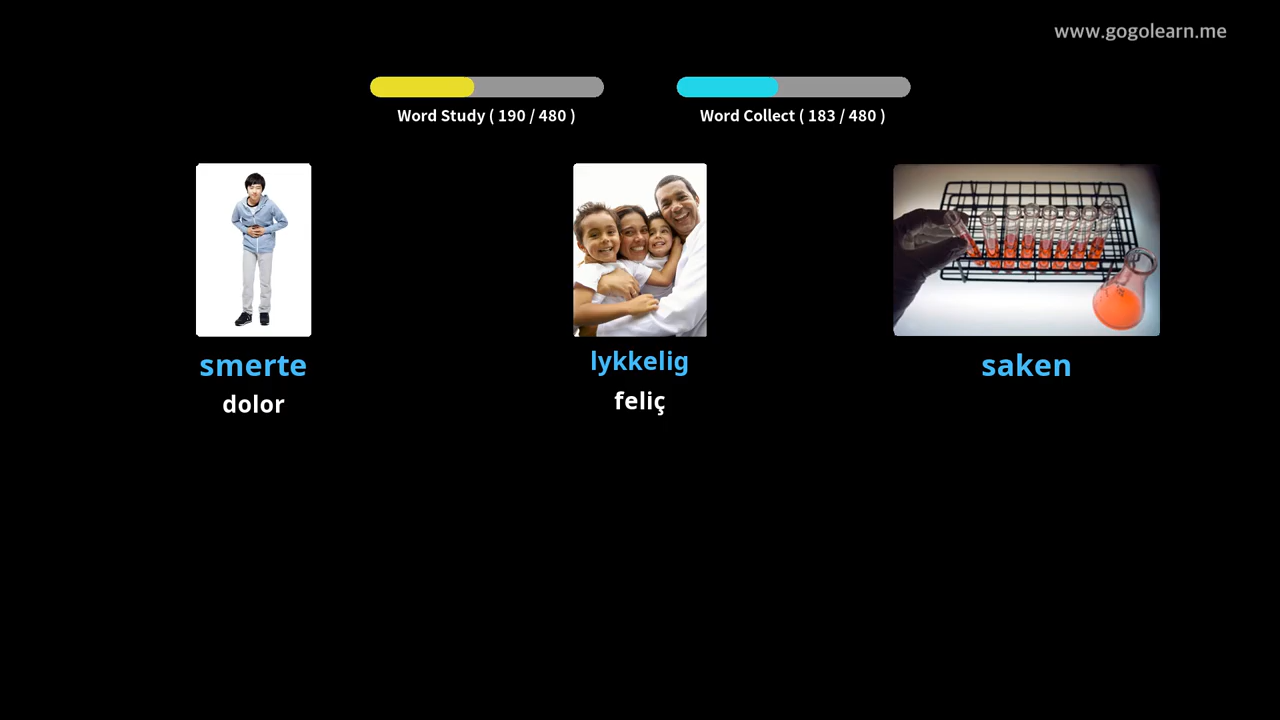 www.gogolearn.me
Word Study ( 190 / 480 )
Word Collect ( 183 / 480 )
smerte
dolor
lykkelig
feliç
saken